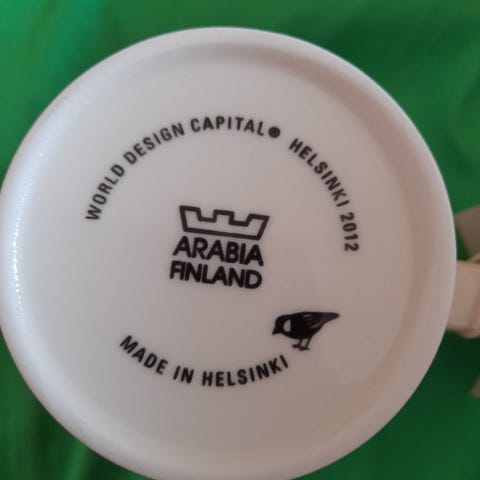 WORLD DESIGN CAPITAL® HELSINKI 2012
ARABIA
FINLAND
MADE IN HELSINKI